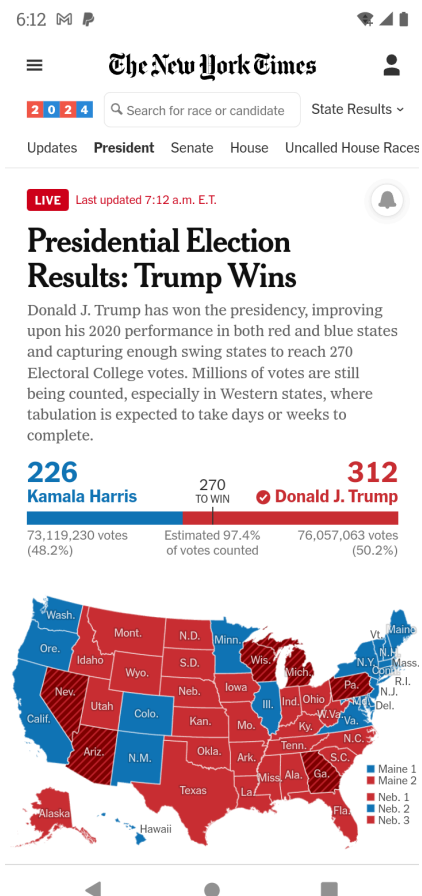 6:12
The New York Times
2024
Search for race or candidate
State Results
Updates President Senate House Uncalled House Races
LIVE Last updated 7:12 a.m. E.T.
Presidential Election
Results: Trump Wins
Donald J. Trump has won the presidency, improving
upon his 2020 performance in both red and blue states
and capturing enough swing states to reach 270
Electoral College votes. Millions of votes are still
being counted, especially in Western states, where
tabulation is expected to take days or weeks to
complete.
226 312
Kamala Harris 270 TO WIN Donald J. Trump
73,119,230 votes Estimated 97.4% 76,057,063 votes
(48.2%) of votes counted (50.2%)
Wash. Mont. N.D. Minn. Vt. Maine
Ore. Idaho S.D. Wis. Mich. N.Y. N.H. Mass.
Wyo. Conn. R.I.
Nev. Utah Neb. Iowa Ill. Ind. Ohio Pa. N.J.
Calif. Colo. Kan. Mo. Ky. W.Va. Va. Md. Del.
Ariz. N.M. Okla. Ark. Tenn. N.C.
S.C.
Texas La. Miss. Ala. Ga.
Alaska Hawaii Fla.
Maine 1
Maine 2
Neb. 1
Neb. 2
Neb. 3